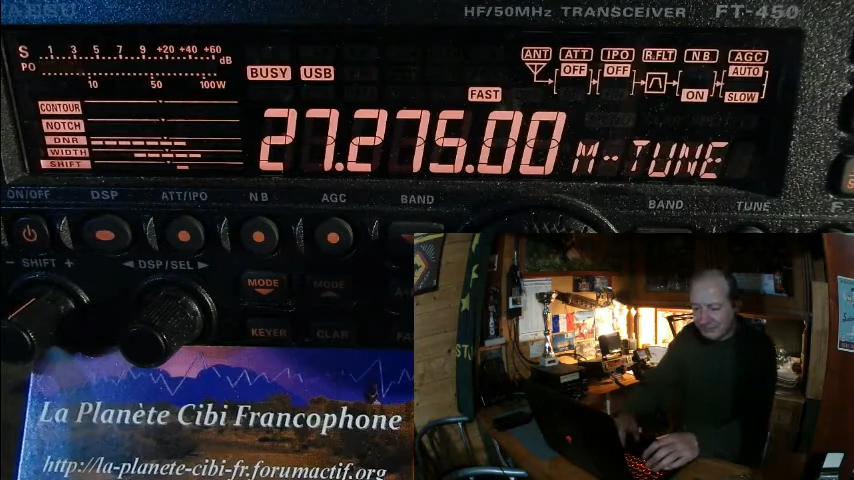 YAESU HF/50MHz TRANSCEIVER FT-450
S 1 3 5 7 9 +20 +40 +60 dB
PO 10 50 100W
BUSY USB
FAST
ANT ATT IPO R.FLT NB AGC
OFF OFF AUTO
ON SLOW
CONTOUR
NOTCH
DNR
WIDTH
SHIFT
27.275.00 M-TUNE
ON/OFF DSP ATT/IPO NB AGC BAND BAND TUNE
− SHIFT + ◄ DSP/SEL ► MODE MODE
KEYER CLAR
La Planète Cibi Francophone
http://la-planete-cibi-fr.forumactif.org